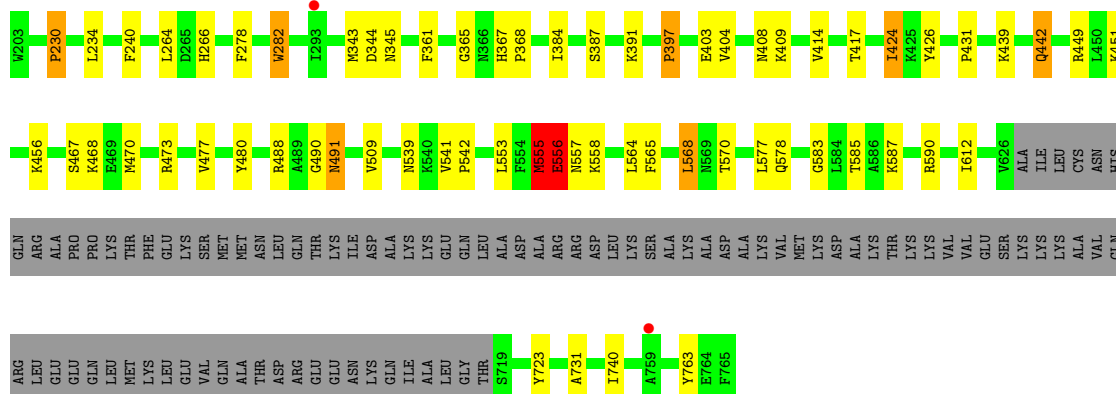 W203 P230 L234 F240 L264 D265 H266 F278 W282 I293 M343 D344 N345 F361 G365 N366 H367 P368 I384 S387 K391 P397 E403 V404 N408 K409 V414 T417 I424 K425 Y426 P431 K439 Q442 R449 L450 K451
K456 S467 K468 E469 M470 R473 V477 Y480 R488 A489 G490 N491 V509 N539 K540 V541 P542 L553 F554 M555 E556 N557 K558 L564 F565 L568 N569 T570 L577 Q578 G583 L584 T585 A586 K587 R590 I612 V626 ALA ILE LEU CYS ASN HIS
GLN ARG ALA PRO PRO LYS THR PHE GLU LYS SER MET MET ASN LEU GLN THR LYS ILE ASP ALA LYS LYS GLU GLN LEU ALA ASP ALA ARG ARG ASP LEU LYS SER ALA LYS ALA ASP ALA LYS VAL MET LYS ASP ALA LYS THR LYS LYS VAL VAL GLU SER LYS LYS LYS ALA VAL GLN
ARG LEU GLU GLU GLN LEU MET LYS LEU GLU VAL GLN ALA THR ASP ARG GLU GLU ASN LYS GLN ILE ALA LEU GLY THR S719 Y723 A731 I740 A759 Y763 E764 F765